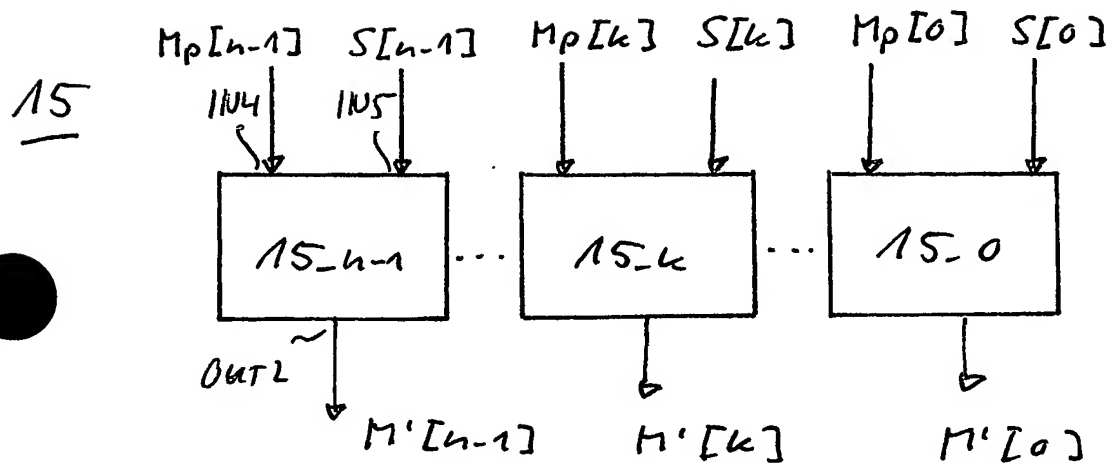 Mp[n-1] S[n-1] Mp[k] S[k] Mp[0] S[0]
15
IN4 IN5
15_n-1 ... 15_k ... 15_0
OUT2
M'[n-1] M'[k] M'[0]